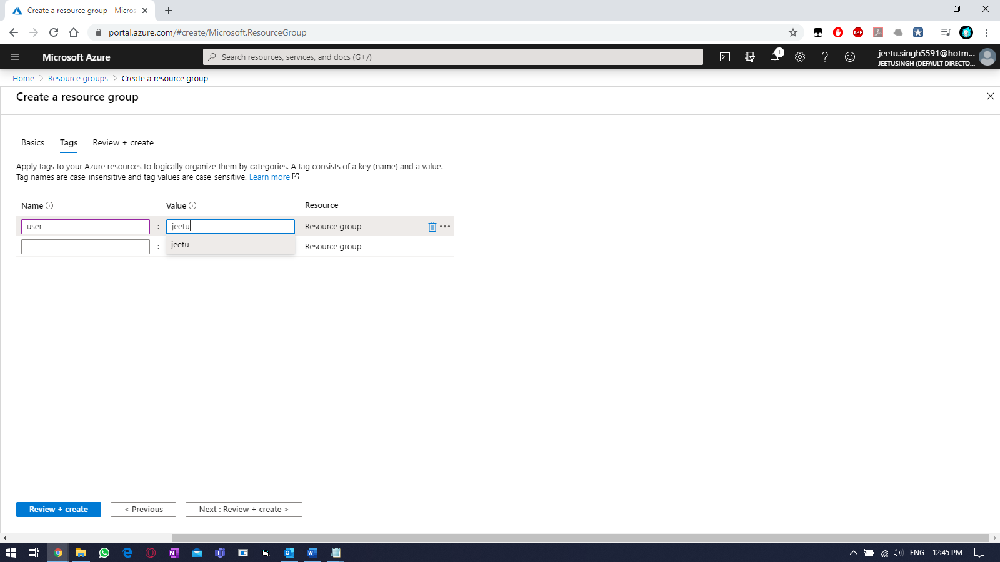 Create a resource group - Micros
portal.azure.com/#create/Microsoft.ResourceGroup
ABP
Microsoft Azure
Search resources, services, and docs (G+/)
1
jeetu.singh5591@hotm...
JEETUSINGH (DEFAULT DIRECTO...
Home > Resource groups > Create a resource group
Create a resource group
Basics Tags Review + create
Apply tags to your Azure resources to logically organize them by categories. A tag consists of a key (name) and a value.
Tag names are case-insensitive and tag values are case-sensitive. Learn more
Name Value Resource
user : jeetu Resource group
: Resource group
jeetu
Review + create < Previous Next : Review + create >
ENG 12:45 PM